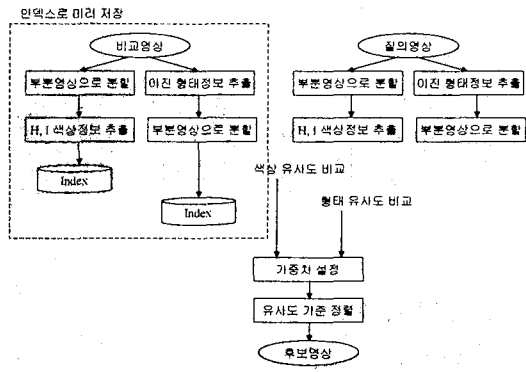 인덱스로 미리 저장
비교영상
질의영상
부분영상으로 분할
이진 형태정보 추출
부분영상으로 분할
이진 형태정보 추출
H, I 색상정보 추출
부분영상으로 분할
H, I 색상정보 추출
부분영상으로 분할
Index
Index
색상 유사도 비교
형태 유사도 비교
가중치 설정
유사도 기준 정렬
후보영상